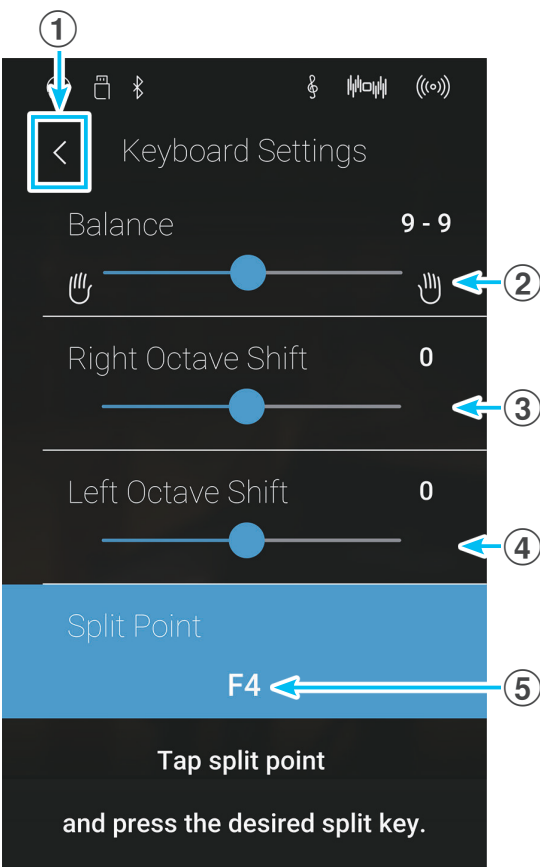 1
Keyboard Settings
Balance 9 - 9
2
Right Octave Shift 0
3
Left Octave Shift 0
4
Split Point
F4 5
Tap split point
and press the desired split key.